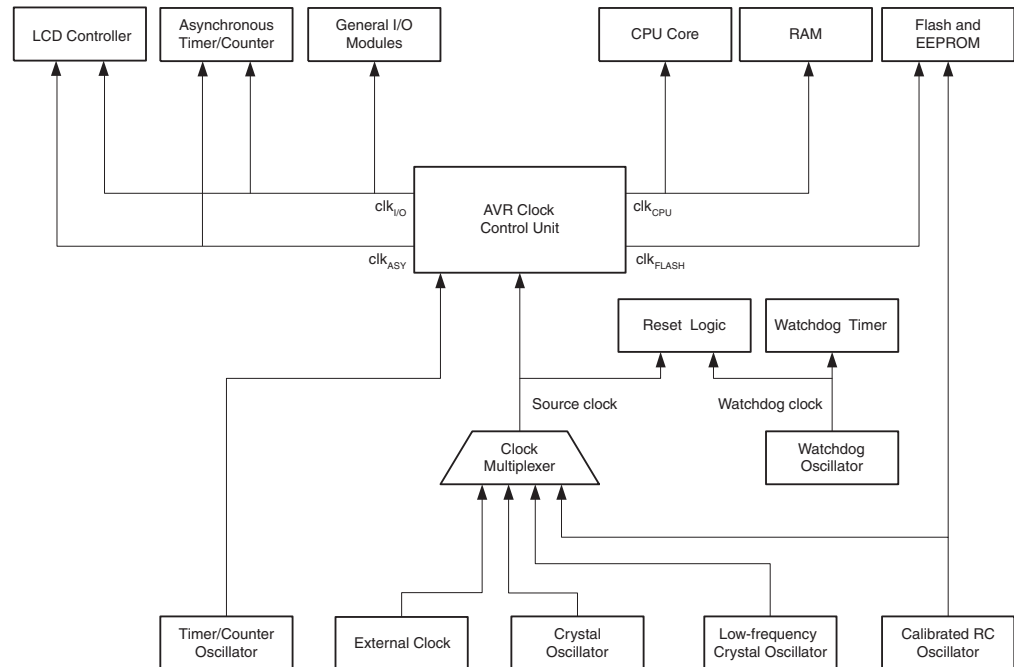 LCD Controller
Asynchronous
Timer/Counter
General I/O
Modules
CPU Core
RAM
Flash and
EEPROM
clkI/O
AVR Clock
Control Unit
clkCPU
clkASY
clkFLASH
Reset Logic
Watchdog Timer
Source clock
Watchdog clock
Clock
Multiplexer
Watchdog
Oscillator
Timer/Counter
Oscillator
External Clock
Crystal
Oscillator
Low-frequency
Crystal Oscillator
Calibrated RC
Oscillator